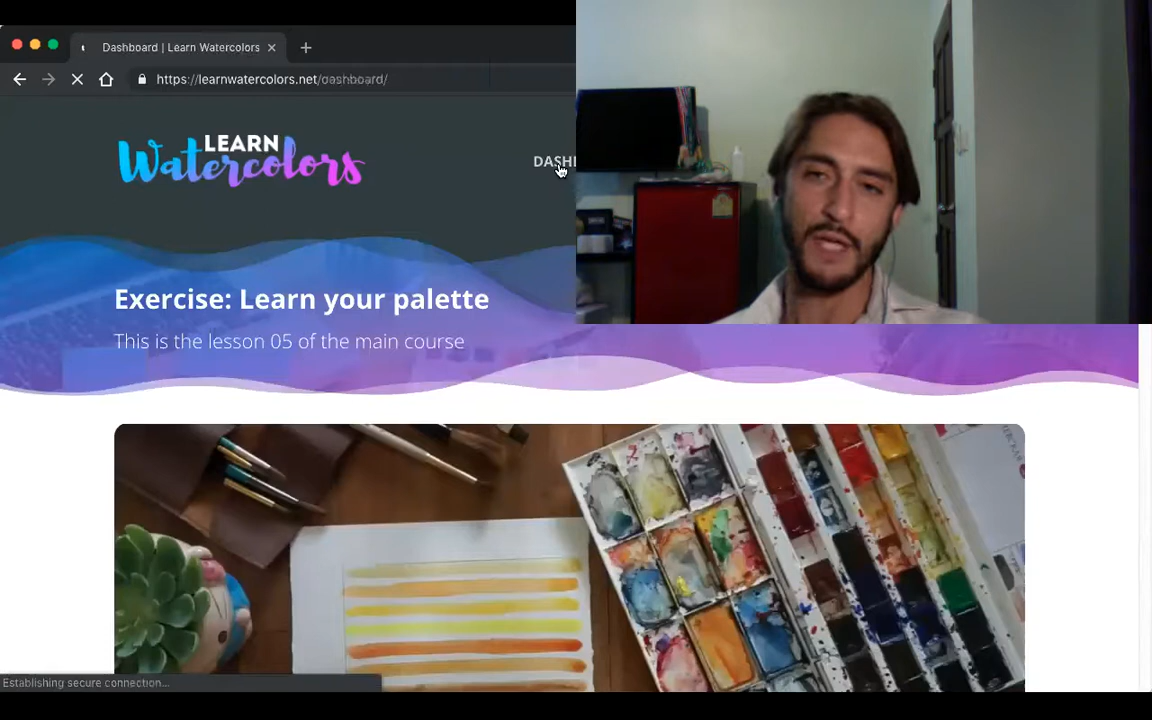 Dashboard | Learn Watercolors
https://learnwatercolors.net/dashboard/
LEARN
Watercolors
DASH
Exercise: Learn your palette
This is the lesson 05 of the main course
Establishing secure connection...